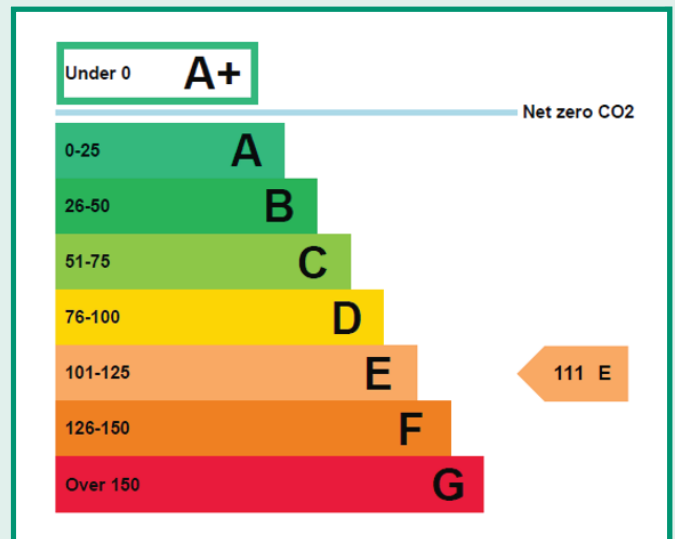 Under 0 A+
Net zero CO2
0-25 A
26-50 B
51-75 C
76-100 D
101-125 E
111 E
126-150 F
Over 150 G